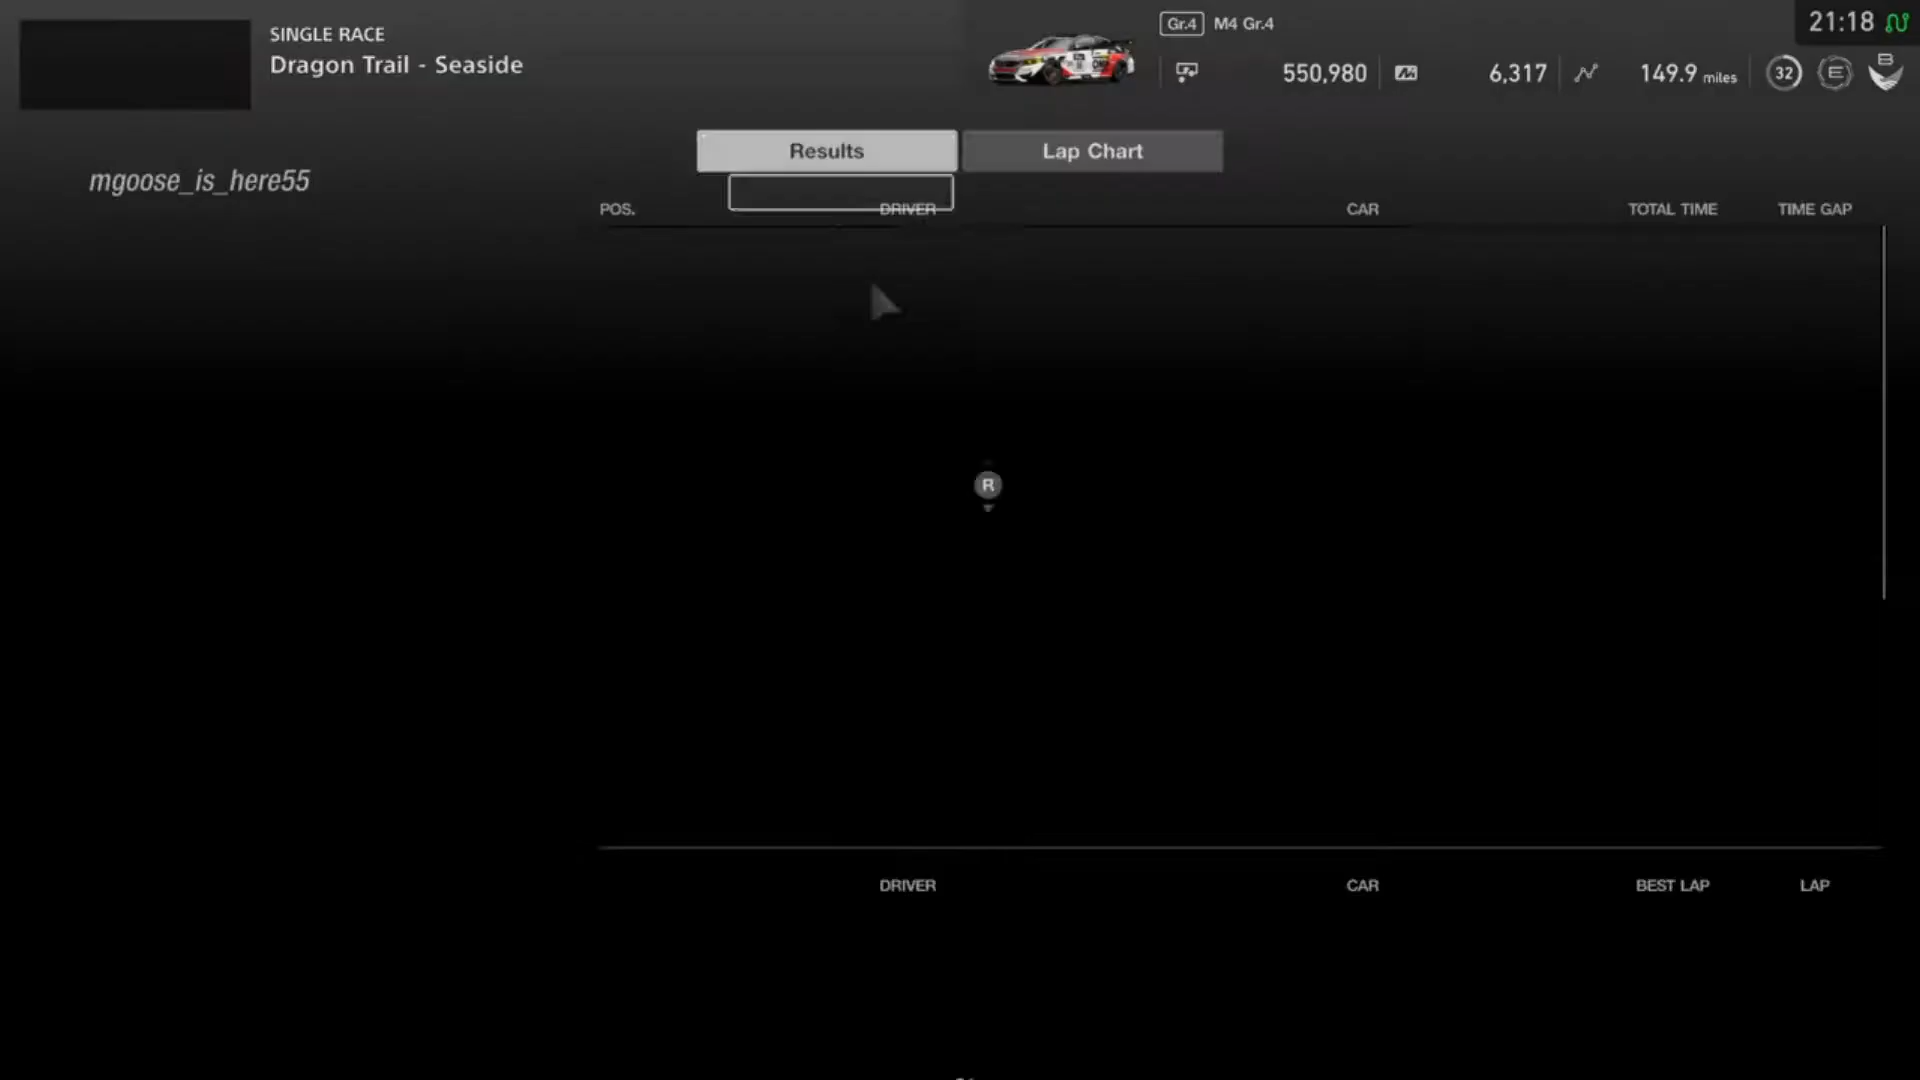 SINGLE RACE
Dragon Trail - Seaside
Gr.4 M4 Gr.4
21:18
550,980
6,317
149.9 miles
32
E
B
Results
Lap Chart
mgoose_is_here55
POS.
DRIVER
CAR
TOTAL TIME
TIME GAP
R
DRIVER
CAR
BEST LAP
LAP